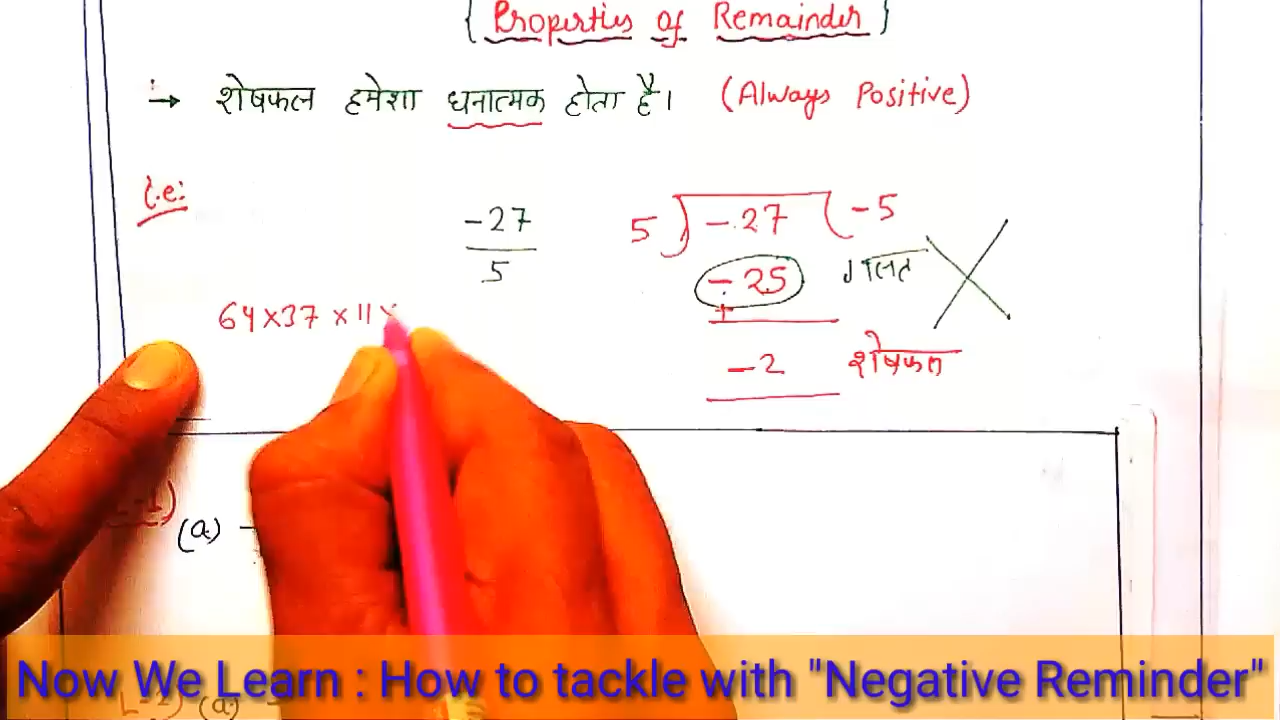 { Properties of Remainder }
→ शेषफल हमेशा धनात्मक होता है। (Always Positive)
i.e:
-27
5
5 ) -27 ( -5
-25 गलत
+
-2 शेषफल
64×37×11×
(a)
(a)
Now We Learn : How to tackle with "Negative Reminder"